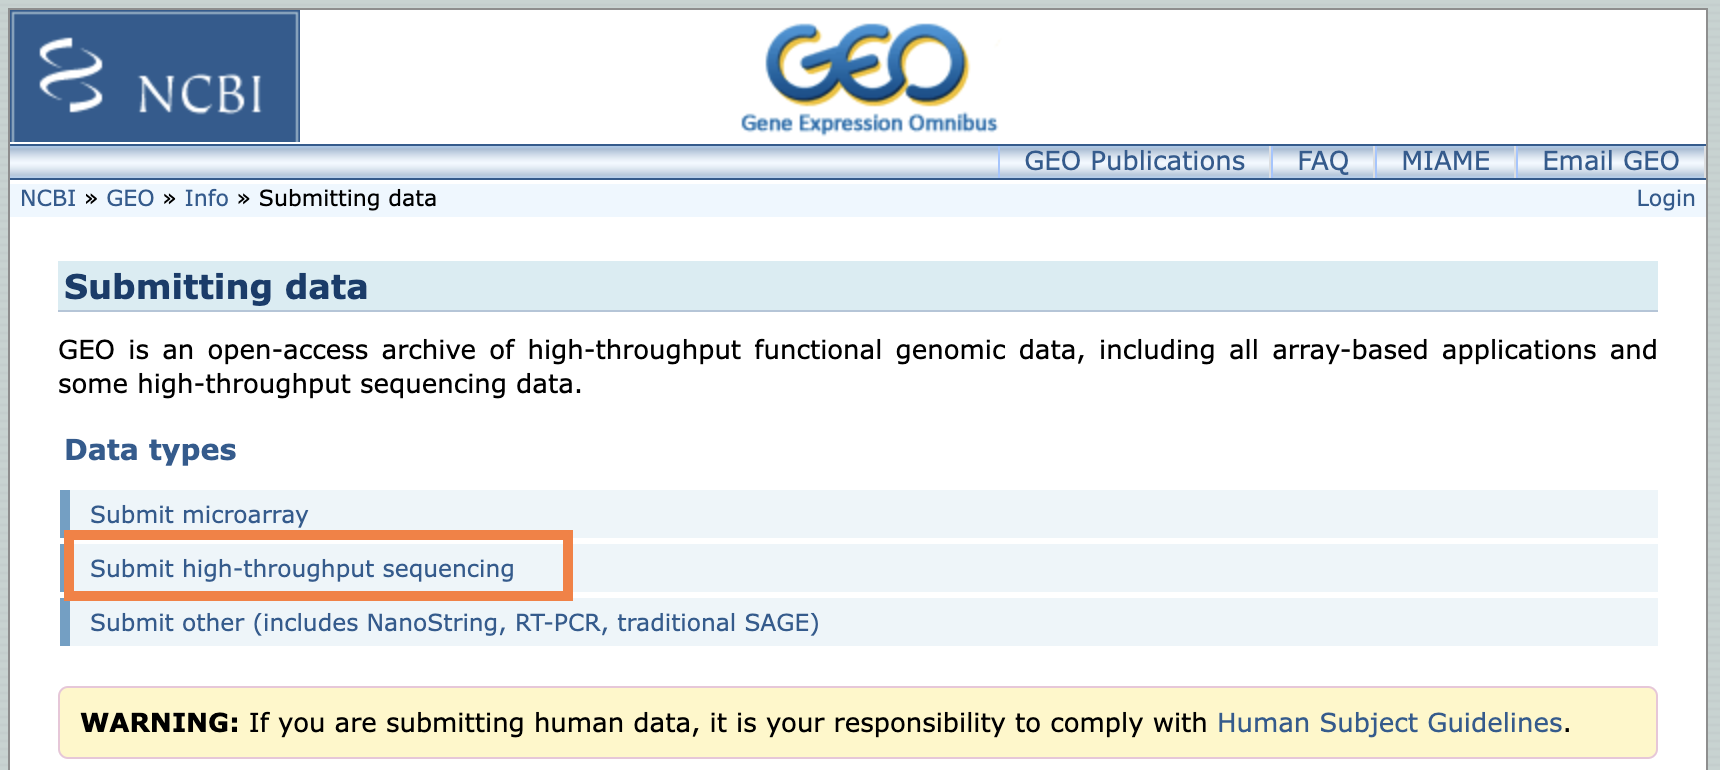 NCBI
GEO
Gene Expression Omnibus
GEO Publications FAQ MIAME Email GEO
NCBI » GEO » Info » Submitting data Login
Submitting data
GEO is an open-access archive of high-throughput functional genomic data, including all array-based applications and
some high-throughput sequencing data.
Data types
Submit microarray
Submit high-throughput sequencing
Submit other (includes NanoString, RT-PCR, traditional SAGE)
WARNING: If you are submitting human data, it is your responsibility to comply with Human Subject Guidelines.